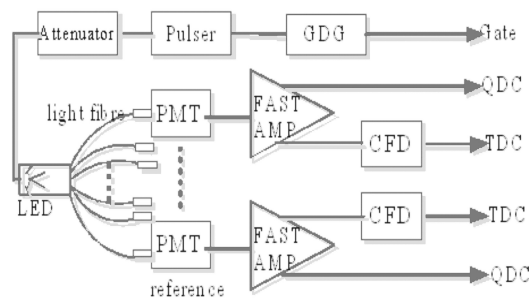 Attenuator Pulser GDG Gate
QDC
light fibre PMT FAST
AMP
CFD TDC
LED
CFD TDC
PMT FAST
AMP
QDC
reference